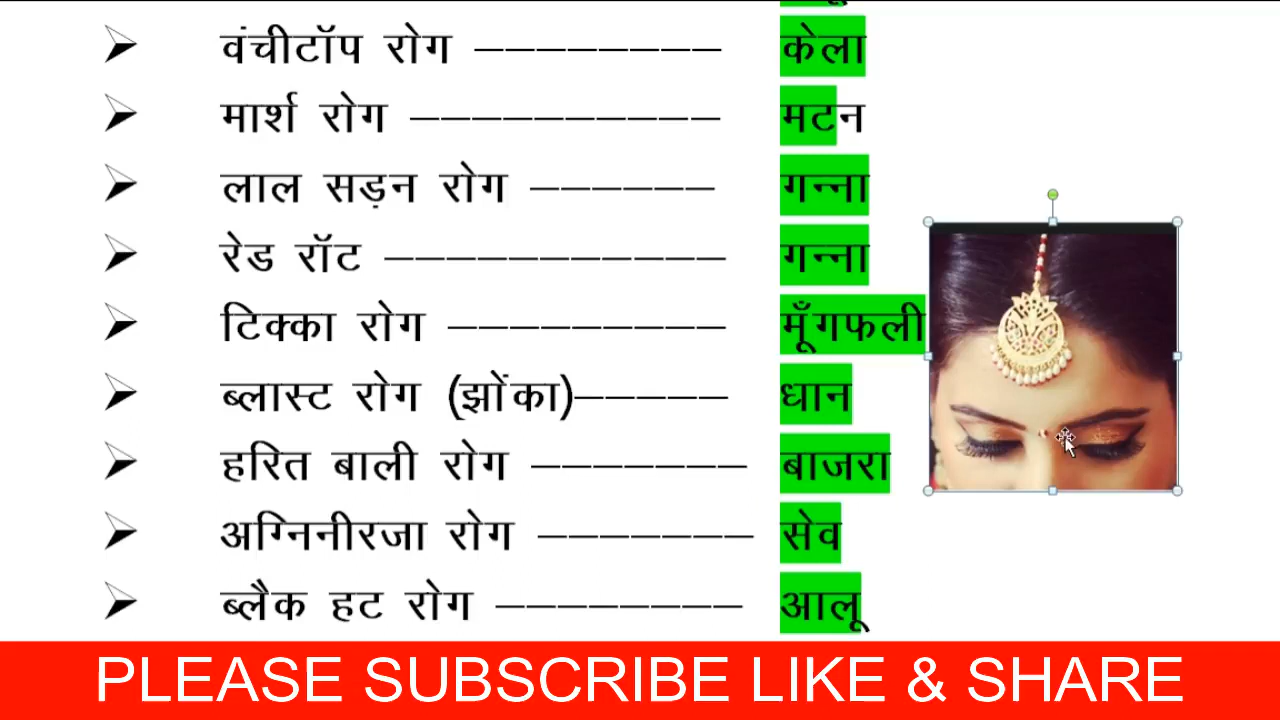 ➢ वंचीटॉप रोग −−−−−−−− केला
➢ मार्श रोग −−−−−−−−−− मटन
➢ लाल सड़न रोग −−−−−− गन्ना
➢ रेड रॉट −−−−−−−−−−− गन्ना
➢ टिक्का रोग −−−−−−−−− मूँगफली
➢ ब्लास्ट रोग (झोंका)−−−−− धान
➢ हरित बाली रोग −−−−−−− बाजरा
➢ अग्निनीरजा रोग −−−−−−− सेव
➢ ब्लैक हट रोग −−−−−−−− आलू
PLEASE SUBSCRIBE LIKE & SHARE